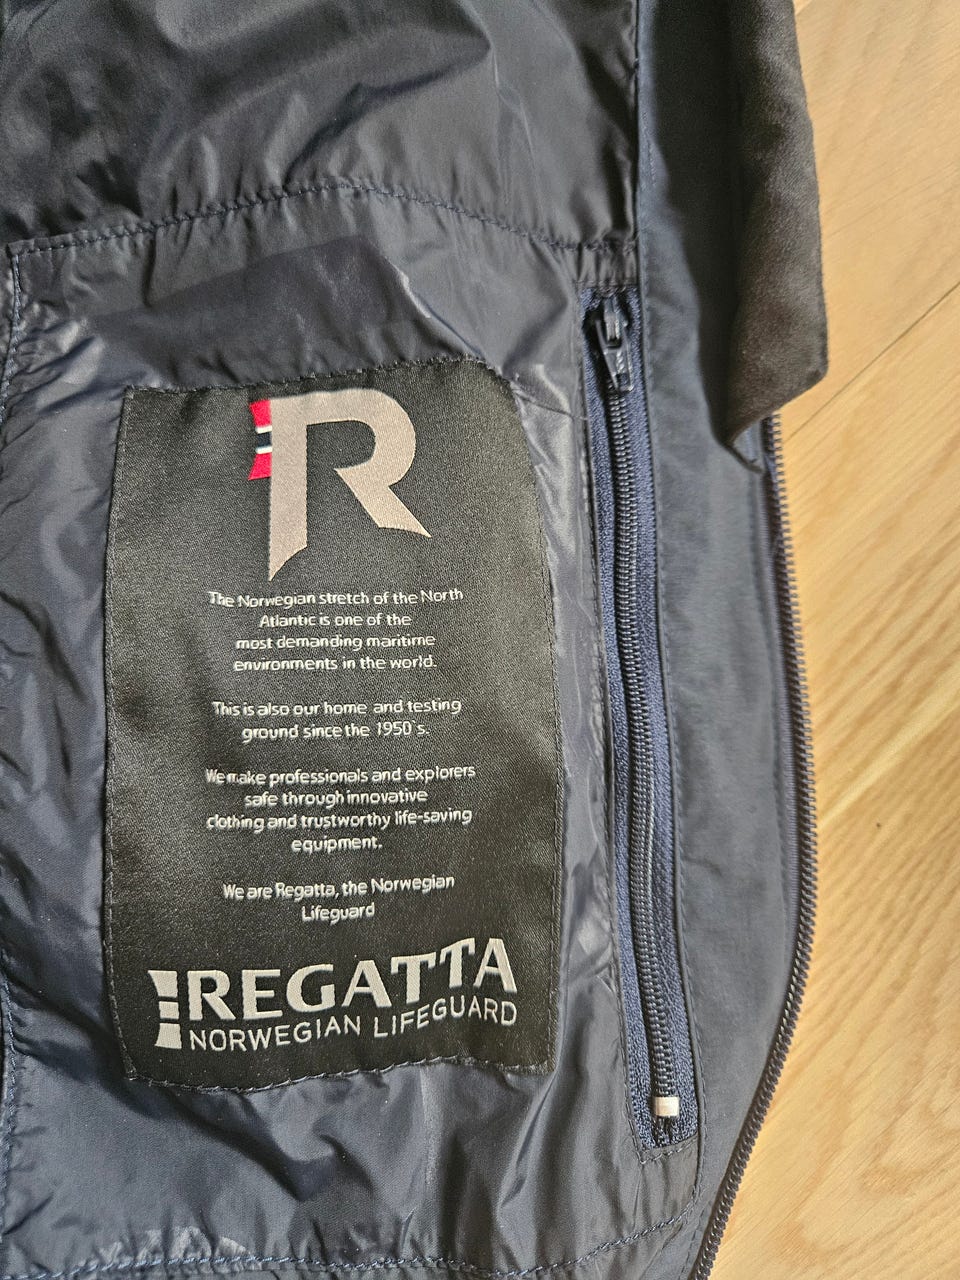 R
The Norwegian stretch of the North
Atlantic is one of the
most demanding maritime
environments in the world.
This is also our home and testing
ground since the 1950`s.
We make professionals and explorers
safe through innovative
clothing and trustworthy life-saving
equipment.
We are Regatta, the Norwegian
Lifeguard
REGATTA
NORWEGIAN LIFEGUARD